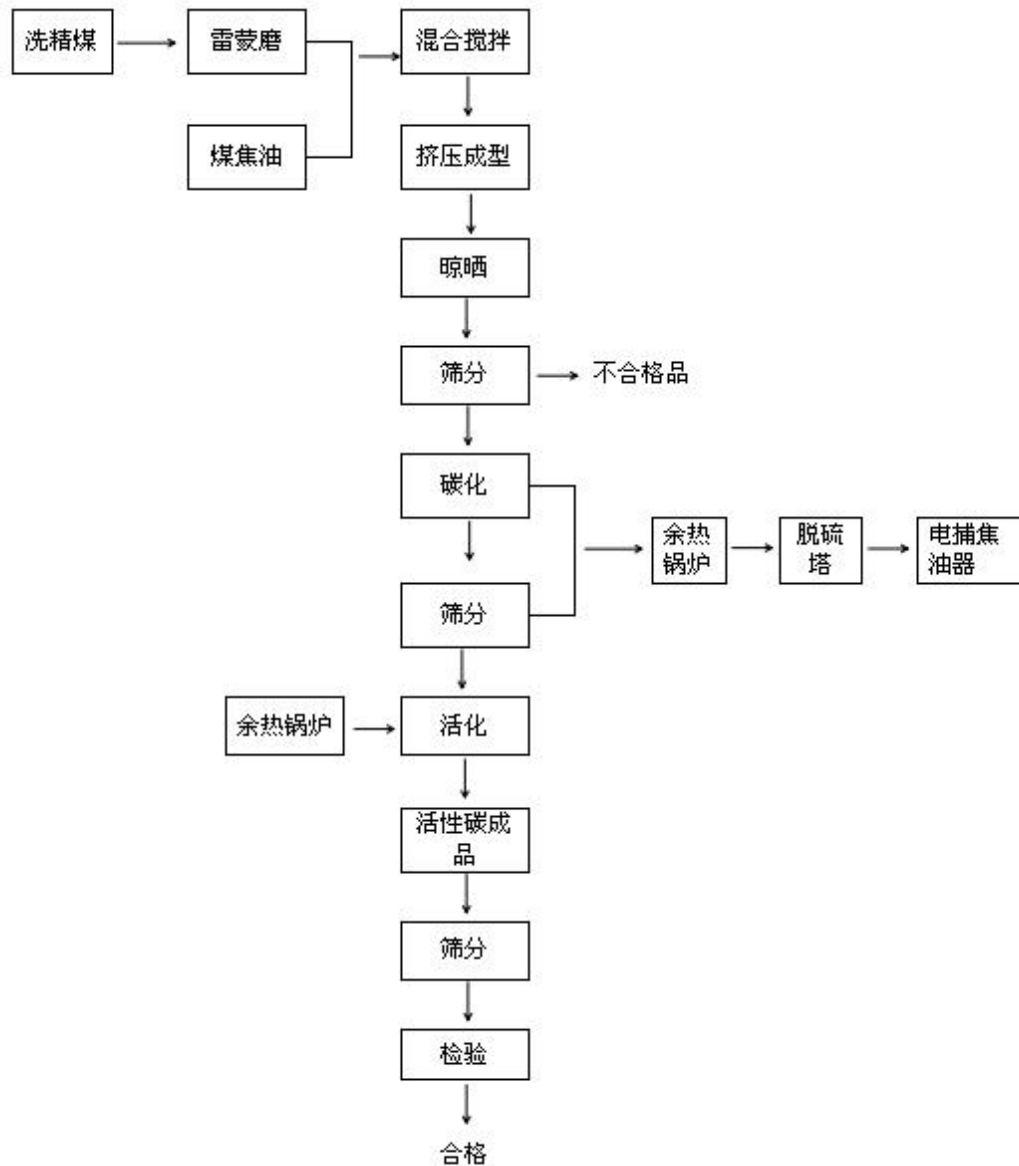 洗精煤
雷蒙磨
混合搅拌
煤焦油
挤压成型
晾晒
筛分
不合格品
碳化
余热
锅炉
脱硫
塔
电捕焦
油器
筛分
余热锅炉
活化
活性碳成
品
筛分
检验
合格